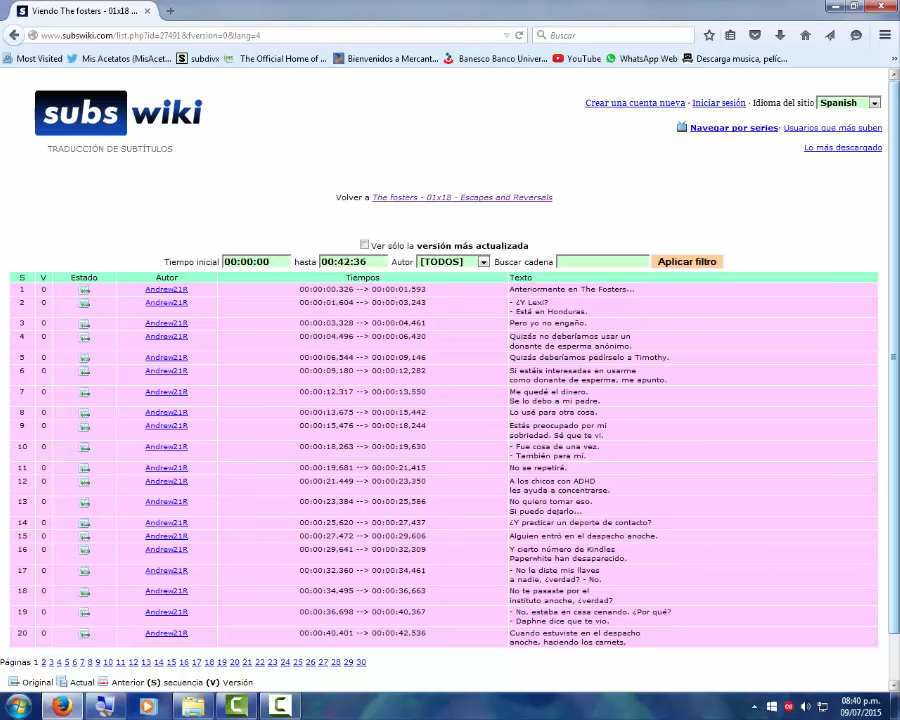 Viendo The fosters - 01x18 - ...
www.subswiki.com/list.php?id=27491&fversion=0&lang=4
Buscar
Most Visited
Mis Acetatos (MisAcet...
subdivx
The Official Home of ...
Bienvenidos a Mercant...
Banesco Banco Univer...
YouTube
WhatsApp Web
Descarga musica, pelíc...
subs wiki
TRADUCCIÓN DE SUBTÍTULOS
Crear una cuenta nueva · Iniciar sesión · Idioma del sitio Spanish
Navegar por series · Usuarios que más suben
Lo más descargado
Volver a The fosters - 01x18 - Escapes and Reversals
Ver sólo la versión más actualizada
Tiempo inicial 00:00:00 hasta 00:42:36 Autor [TODOS] Buscar cadena Aplicar filtro
S V Estado Autor Tiempos Texto
1 0 Andrew21R 00:00:00,326 --> 00:00:01,593 Anteriormente en The Fosters...
2 0 Andrew21R 00:00:01,604 --> 00:00:03,243 - ¿Y Lexi?
- Está en Honduras.
3 0 Andrew21R 00:00:03,328 --> 00:00:04,461 Pero yo no engaño.
4 0 Andrew21R 00:00:04,496 --> 00:00:06,430 Quizás no deberíamos usar un
donante de esperma anónimo.
5 0 Andrew21R 00:00:06,544 --> 00:00:09,146 Quizás deberíamos pedírselo a Timothy.
6 0 Andrew21R 00:00:09,180 --> 00:00:12,282 Si estáis interesadas en usarme
como donante de esperma, me apunto.
7 0 Andrew21R 00:00:12,317 --> 00:00:13,550 Me quedé el dinero.
Se lo debo a mi padre.
8 0 Andrew21R 00:00:13,675 --> 00:00:15,442 Lo usé para otra cosa.
9 0 Andrew21R 00:00:15,476 --> 00:00:18,244 Estás preocupado por mi
sobriedad. Sé que te vi.
10 0 Andrew21R 00:00:18,263 --> 00:00:19,630 - Fue cosa de una vez.
- También para mí.
11 0 Andrew21R 00:00:19,681 --> 00:00:21,415 No se repetirá.
12 0 Andrew21R 00:00:21,449 --> 00:00:23,350 A los chicos con ADHD
les ayuda a concentrarse.
13 0 Andrew21R 00:00:23,384 --> 00:00:25,586 No quiero tomar eso.
Si puedo dejarlo...
14 0 Andrew21R 00:00:25,620 --> 00:00:27,437 ¿Y practicar un deporte de contacto?
15 0 Andrew21R 00:00:27,472 --> 00:00:29,606 Alguien entró en el despacho anoche.
16 0 Andrew21R 00:00:29,641 --> 00:00:32,309 Y cierto número de Kindles
Paperwhite han desaparecido.
17 0 Andrew21R 00:00:32,360 --> 00:00:34,461 - No le diste mis llaves
a nadie, ¿verdad? - No.
18 0 Andrew21R 00:00:34,495 --> 00:00:36,663 No te pasaste por el
instituto anoche, ¿verdad?
19 0 Andrew21R 00:00:36,698 --> 00:00:40,367 - No, estaba en casa cenando. ¿Por qué?
- Daphne dice que te vio.
20 0 Andrew21R 00:00:40,401 --> 00:00:42,536 Cuando estuviste en el despacho
anoche, haciendo los carnets,
Páginas 1 2 3 4 5 6 7 8 9 10 11 12 13 14 15 16 17 18 19 20 21 22 23 24 25 26 27 28 29 30
Original Actual Anterior (S) secuencia (V) Versión
08:40 p.m.
09/07/2015